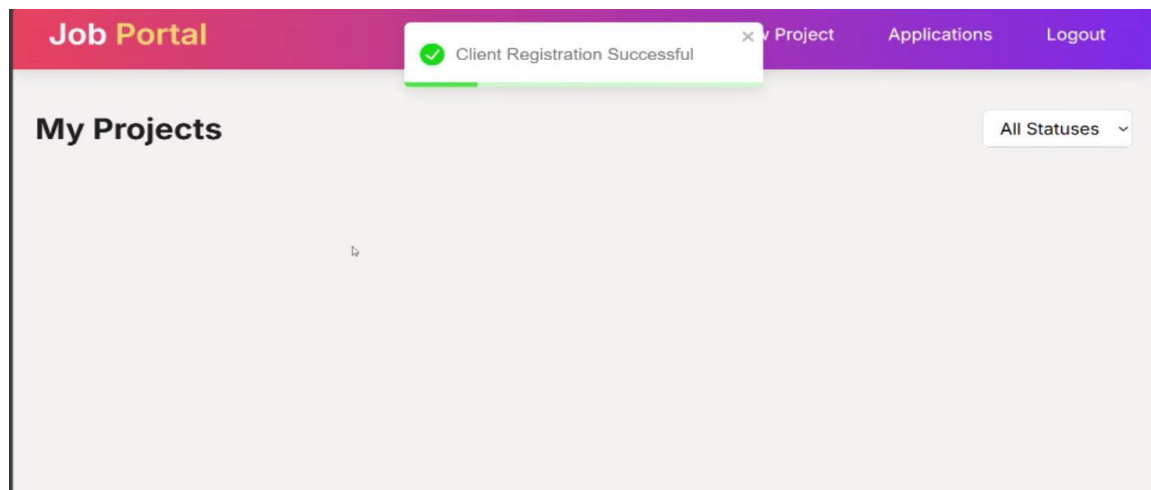 Job Portal
Project
Applications
Logout
Client Registration Successful
My Projects
All Statuses